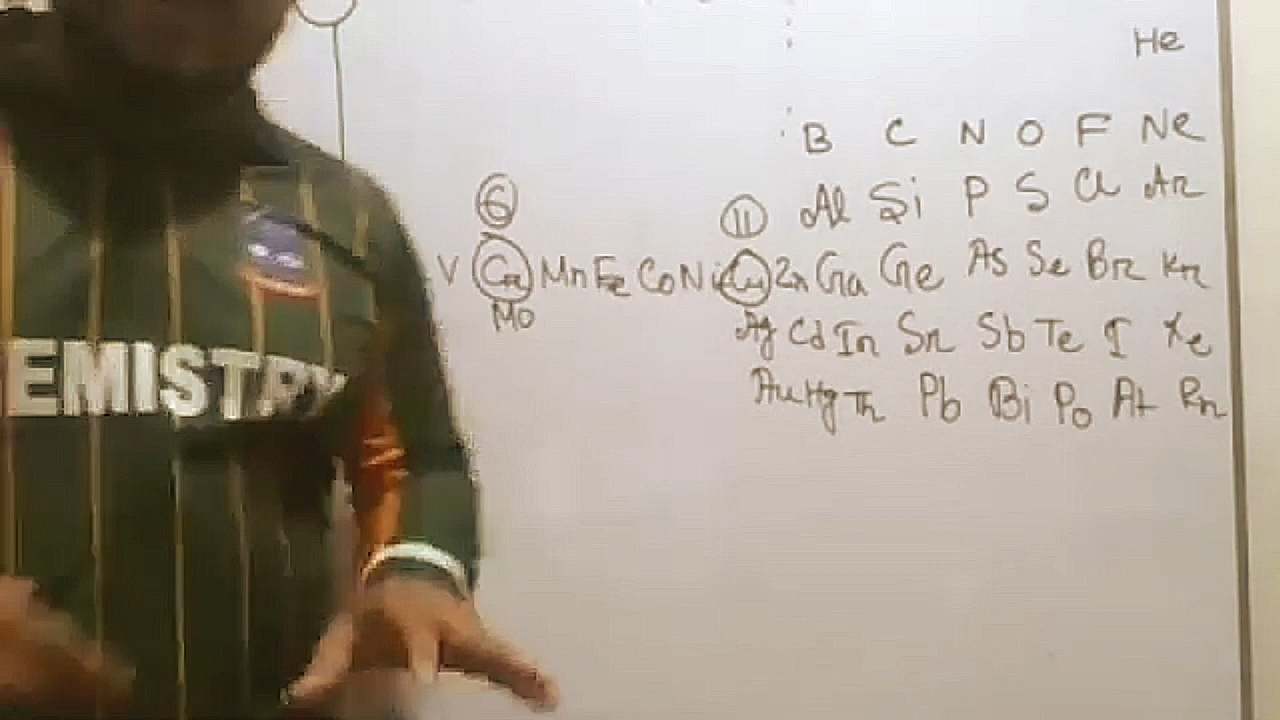 He
B C N O F Ne
6
11 Al Si P S Cl Ar
V Cr Mn Fe Co Ni Cu Zn Ga Ge As Se Br Kr
Mo Ag Cd In Sn Sb Te I Xe
Au Hg Th Pb Bi Po At Rn
EMISTRY